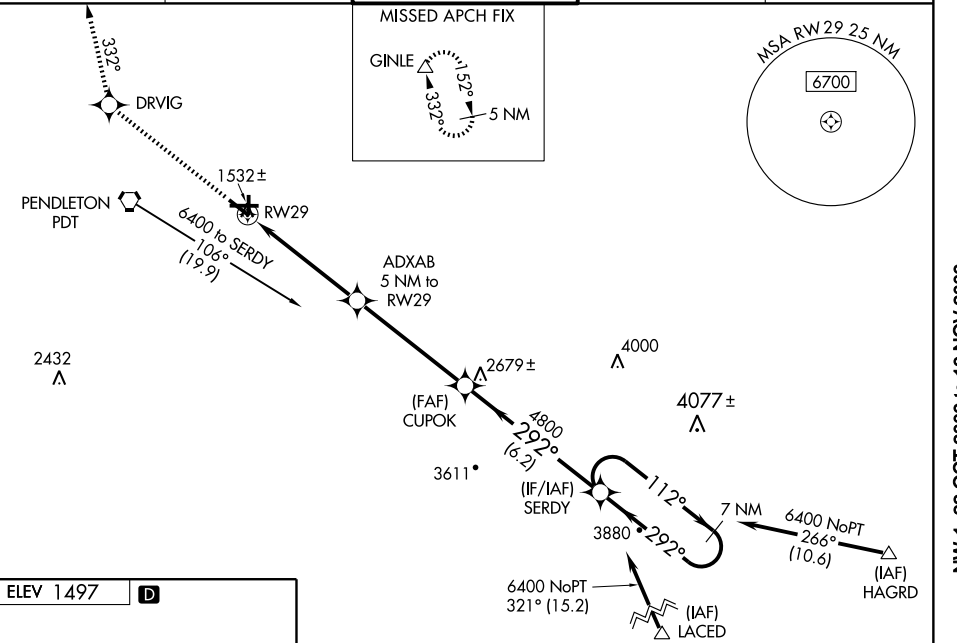 MISSED APCH FIX
GINLE
152°
332°
5 NM
MSA RW 29 25 NM
6700
332°
DRVIG
1532 ±
RW29
PENDLETON
PDT
6400 to SERDY
106°
(19.9)
ADXAB
5 NM to
RW29
2432
2679 ±
4000
4077 ±
(FAF)
CUPOK
4800
292°
(6.2)
3611
(IF/IAF)
SERDY
112°
7 NM
3880
292°
6400 NoPT
266°
(10.6)
(IAF)
HAGRD
6400 NoPT
321° (15.2)
(IAF)
LACED
ELEV 1497
D